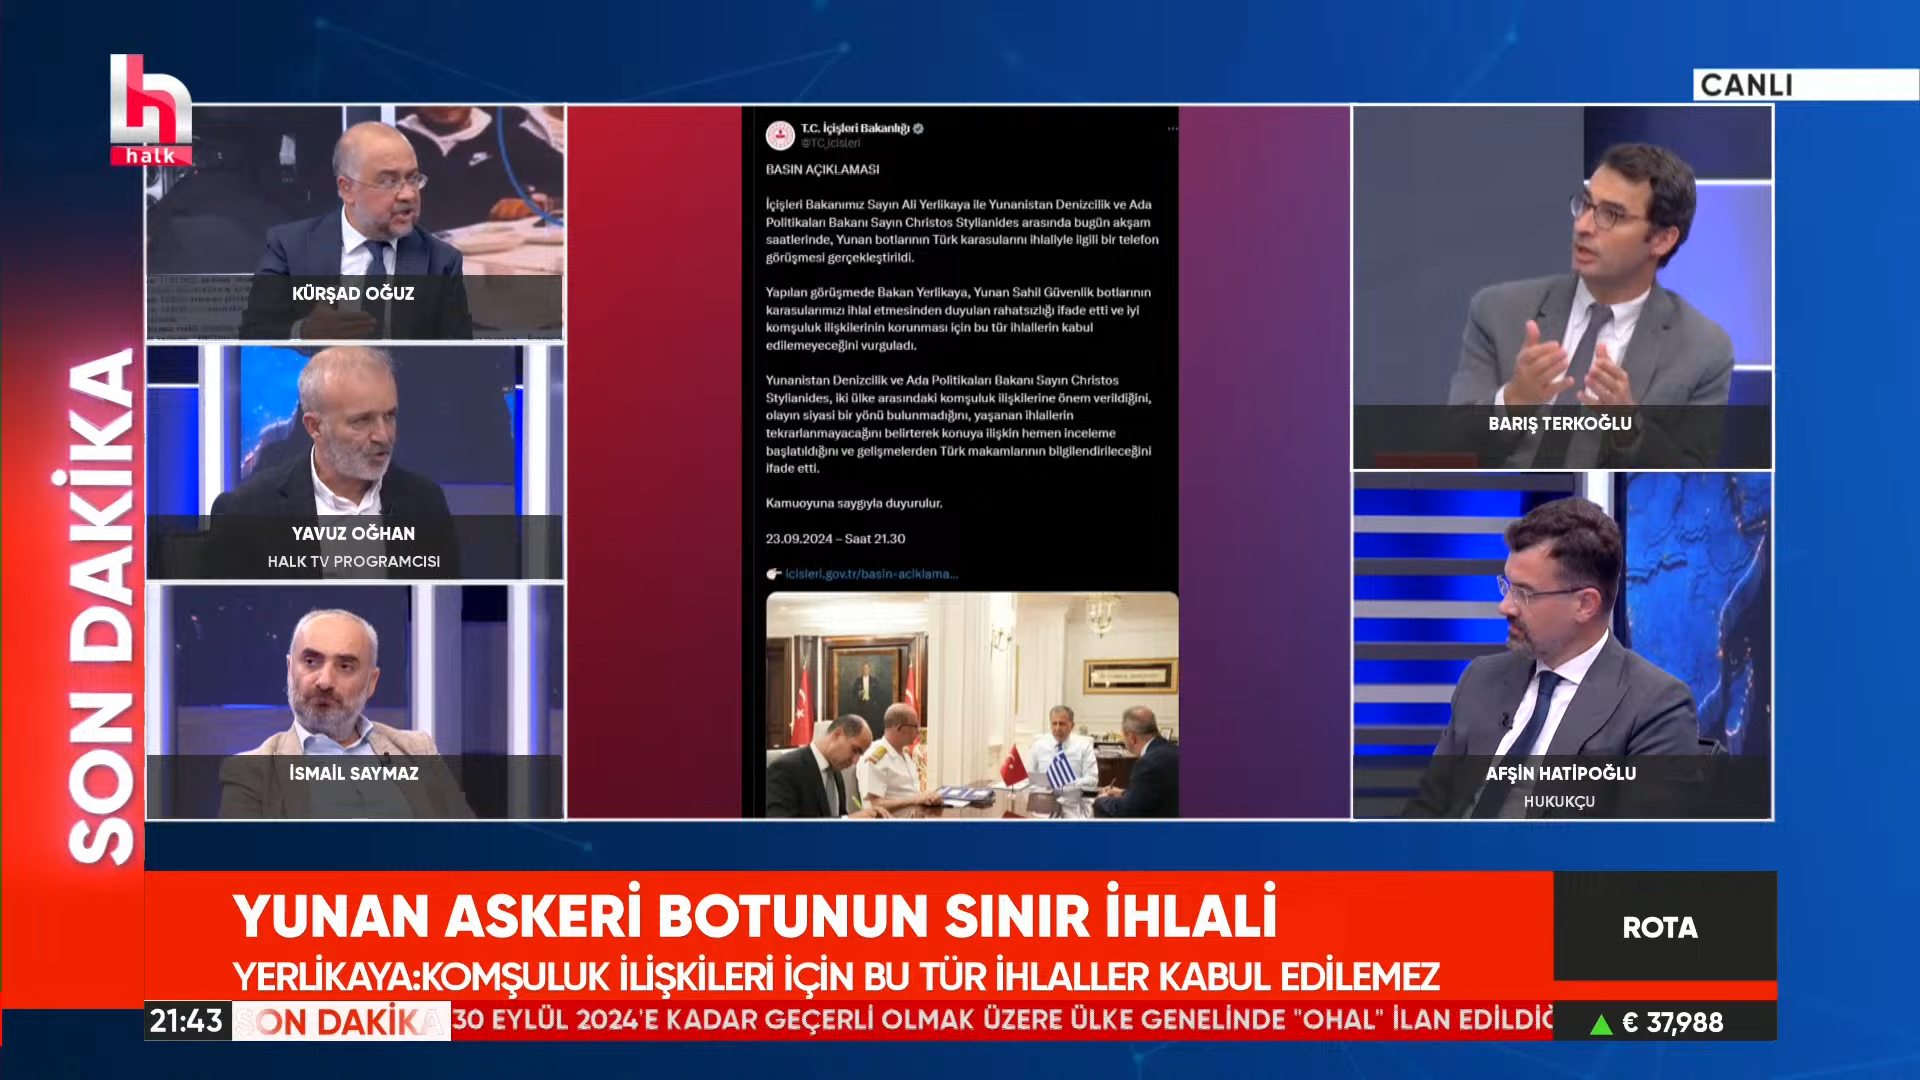 halk
CANLI
SON DAKİKA
KÜRŞAD OĞUZ
YAVUZ OĞHAN
HALK TV PROGRAMCISI
İSMAİL SAYMAZ
T.C. İçişleri Bakanlığı
@TC_icisleri
BASIN AÇIKLAMASI
İçişleri Bakanımız Sayın Ali Yerlikaya ile Yunanistan Denizcilik ve Ada
Politikaları Bakanı Sayın Christos Stylianides arasında bugün akşam
saatlerinde, Yunan botlarının Türk karasularını ihlaliyle ilgili bir telefon
görüşmesi gerçekleştirildi.
Yapılan görüşmede Bakan Yerlikaya, Yunan Sahil Güvenlik botlarının
karasularımızı ihlal etmesinden duyulan rahatsızlığı ifade etti ve iyi
komşuluk ilişkilerinin korunması için bu tür ihlallerin kabul
edilemeyeceğini vurguladı.
Yunanistan Denizcilik ve Ada Politikaları Bakanı Sayın Christos
Stylianides, iki ülke arasındaki komşuluk ilişkilerine önem verildiğini,
olayın siyasi bir yönü bulunmadığını, yaşanan ihlallerin
tekrarlanmayacağını belirterek konuya ilişkin hemen inceleme
başlatıldığını ve gelişmelerden Türk makamlarının bilgilendirileceğini
ifade etti.
Kamuoyuna saygıyla duyurulur.
23.09.2024 – Saat 21.30
icisleri.gov.tr/basin-aciklama...
BARIŞ TERKOĞLU
AFŞİN HATİPOĞLU
HUKUKÇU
YUNAN ASKERİ BOTUNUN SINIR İHLALİ
YERLİKAYA:KOMŞULUK İLİŞKİLERİ İÇİN BU TÜR İHLALLER KABUL EDİLEMEZ
ROTA
21:43 SON DAKİKA 30 EYLÜL 2024'E KADAR GEÇERLİ OLMAK ÜZERE ÜLKE GENELİNDE "OHAL" İLAN EDİLDİĞ
€ 37,988